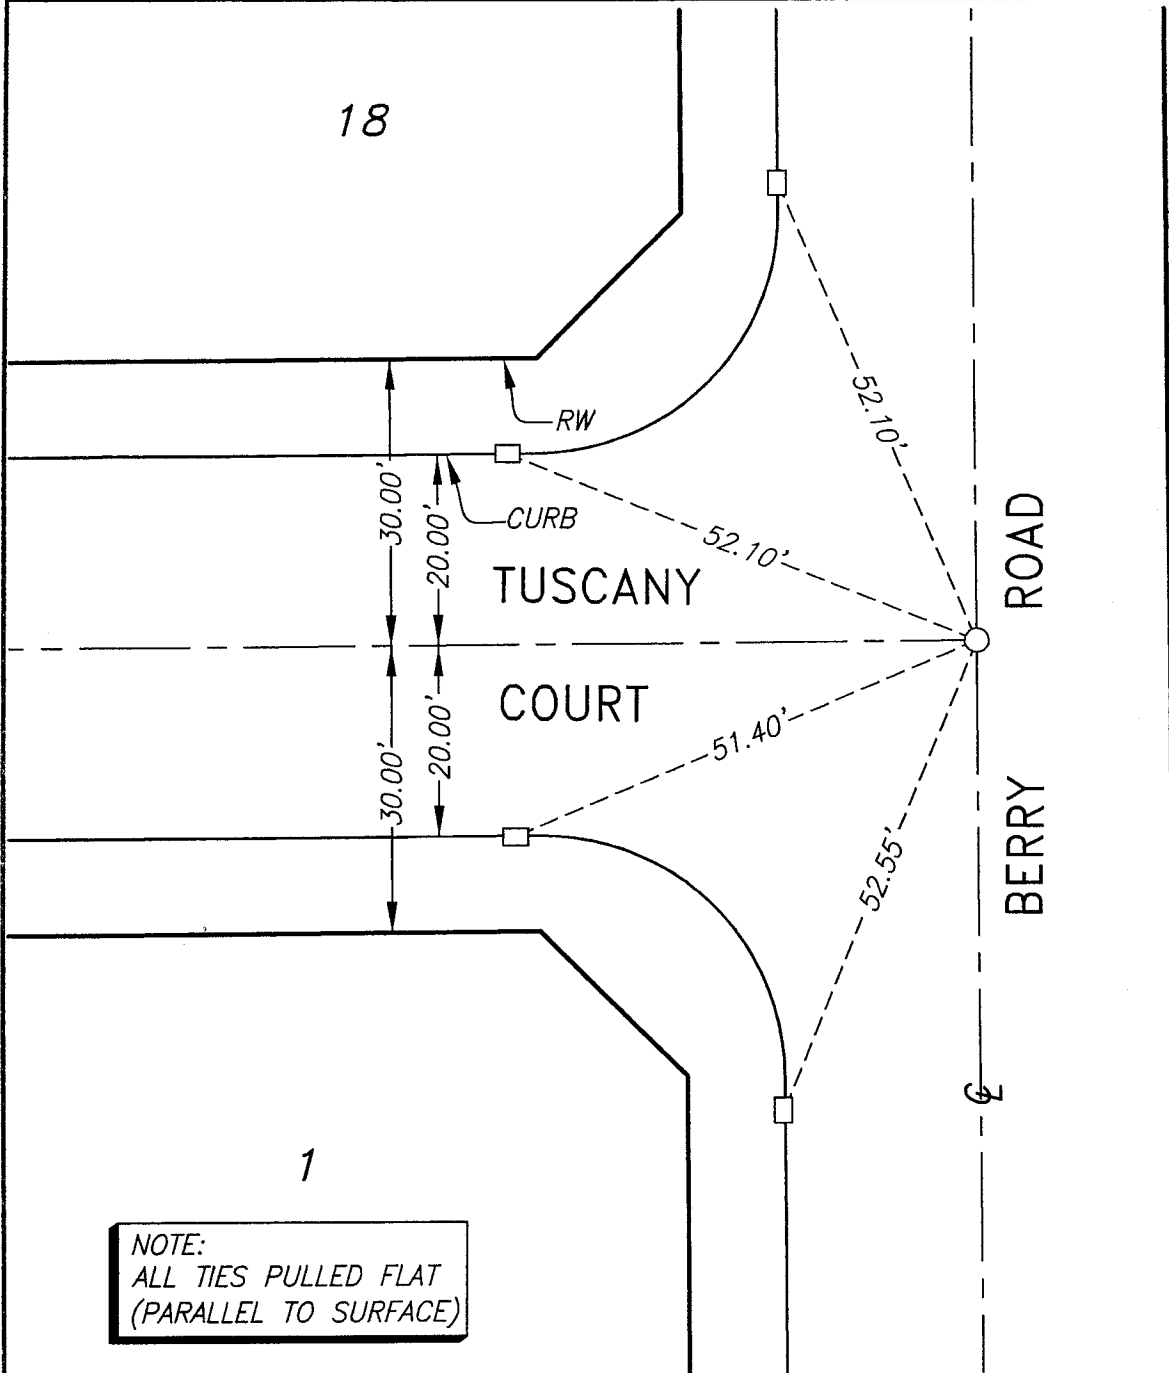 18
RW
52.10'
30.00'
20.00'
CURB
52.10'
ROAD
TUSCANY
COURT
30.00'
20.00'
51.40'
BERRY
52.55'
℄
1
NOTE:
ALL TIES PULLED FLAT
(PARALLEL TO SURFACE)